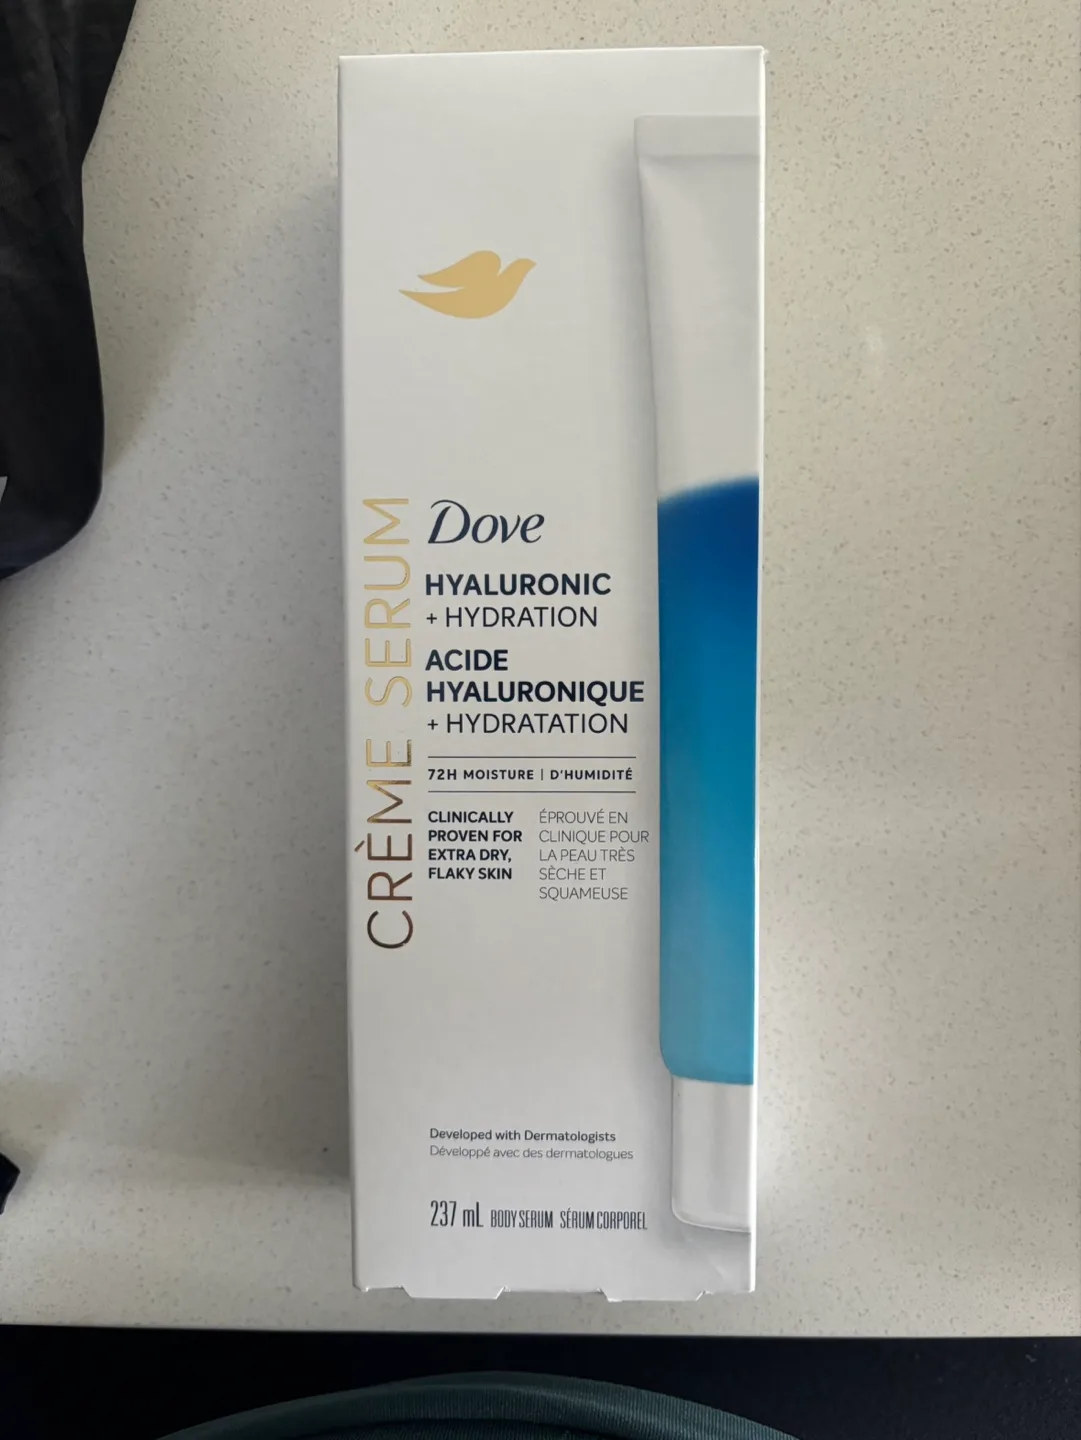 CRÈME SERUM
Dove
HYALURONIC
+ HYDRATION
ACIDE
HYALURONIQUE
+ HYDRATATION
72H MOISTURE | D'HUMIDITÉ
CLINICALLY
PROVEN FOR
EXTRA DRY,
FLAKY SKIN
ÉPROUVÉ EN
CLINIQUE POUR
LA PEAU TRÈS
SÈCHE ET
SQUAMEUSE
Developed with Dermatologists
Développé avec des dermatologues
237 mL BODY SERUM SÉRUM CORPOREL